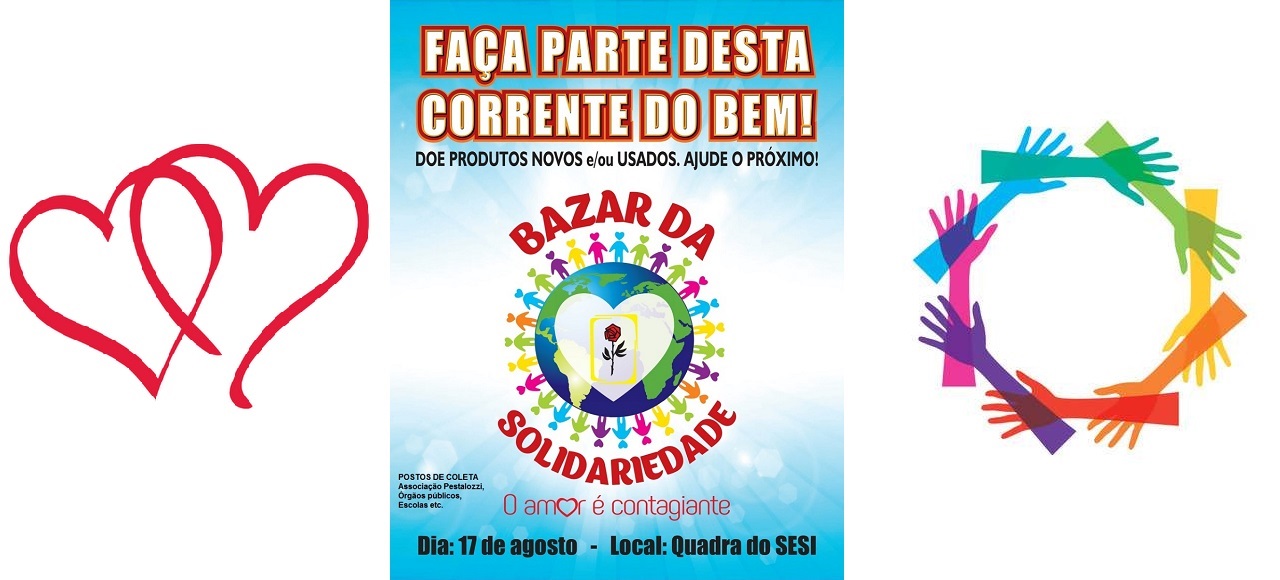 FAÇA PARTE DESTA
CORRENTE DO BEM!
DOE PRODUTOS NOVOS e/ou USADOS. AJUDE O PRÓXIMO!
BAZAR DA
SOLIDARIEDADE
POSTOS DE COLETA
Associação Pestalozzi,
Órgãos públicos,
Escolas etc.
O amor é contagiante
Dia: 17 de agosto - Local: Quadra do SESI